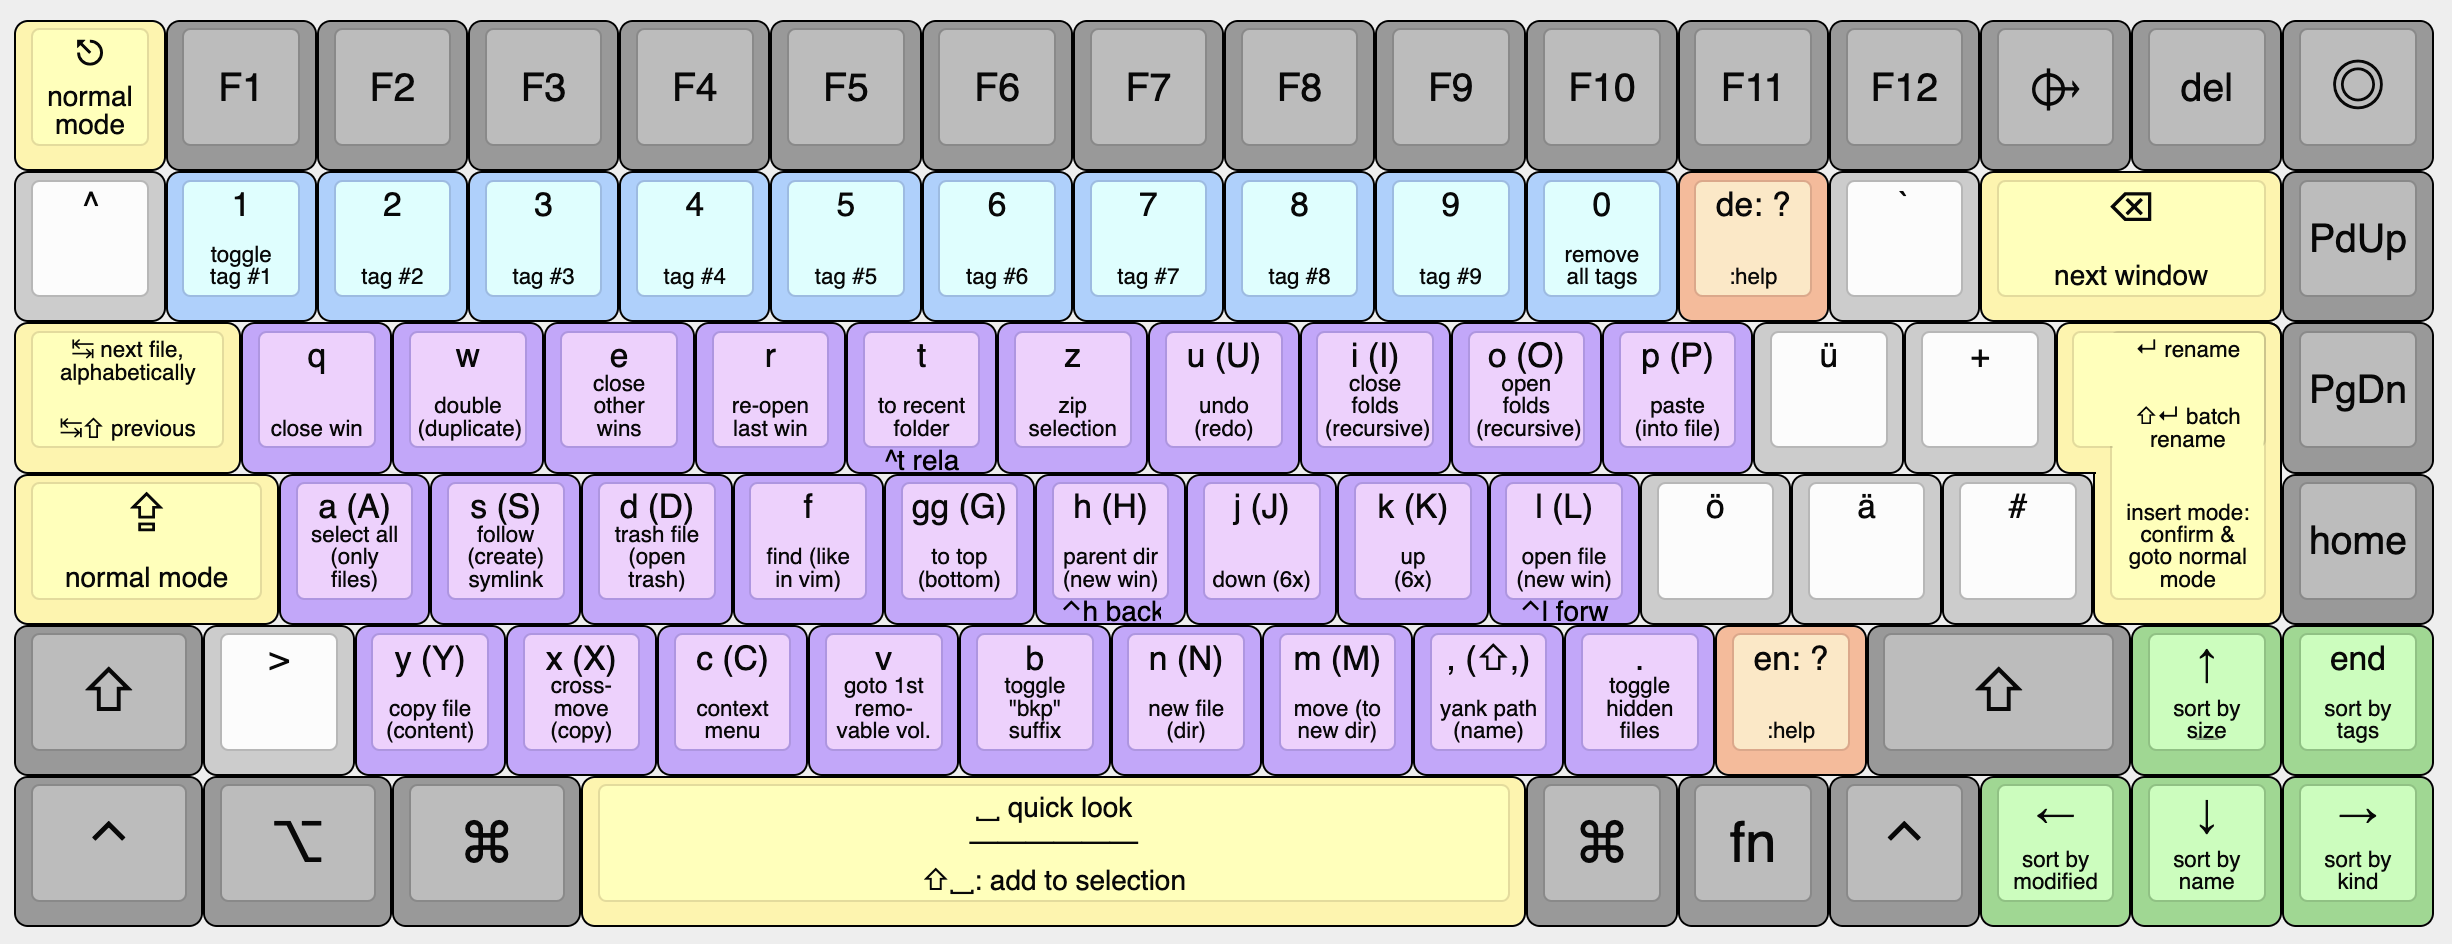 ⎋ normal mode
F1
F2
F3
F4
F5
F6
F7
F8
F9
F10
F11
F12
del
^
1 toggle tag #1
2 tag #2
3 tag #3
4 tag #4
5 tag #5
6 tag #6
7 tag #7
8 tag #8
9 tag #9
0 remove all tags
de: ? :help
`
⌫ next window
PdUp
↹ next file, alphabetically
↹⇧ previous
q close win
w double (duplicate)
e close other wins
r re-open last win
t to recent folder
^t rela
z zip selection
u (U) undo (redo)
i (I) close folds (recursive)
o (O) open folds (recursive)
p (P) paste (into file)
ü
+
↵ rename
⇧↵ batch rename
insert mode: confirm & goto normal mode
PgDn
⇪ normal mode
a (A) select all (only files)
s (S) follow (create) symlink
d (D) trash file (open trash)
f find (like in vim)
gg (G) to top (bottom)
h (H) parent dir (new win)
^h back
j (J) down (6x)
k (K) up (6x)
l (L) open file (new win)
^l forw
ö
ä
#
home
⇧
>
y (Y) copy file (content)
x (X) cross-move (copy)
c (C) context menu
v goto 1st remo-vable vol.
b toggle "bkp" suffix
n (N) new file (dir)
m (M) move (to new dir)
, (⇧,) yank path (name)
. toggle hidden files
en: ? :help
⇧
↑ sort by size
end sort by tags
^
⌥
⌘
⎵ quick look
⇧⎵: add to selection
⌘
fn
^
← sort by modified
↓ sort by name
→ sort by kind